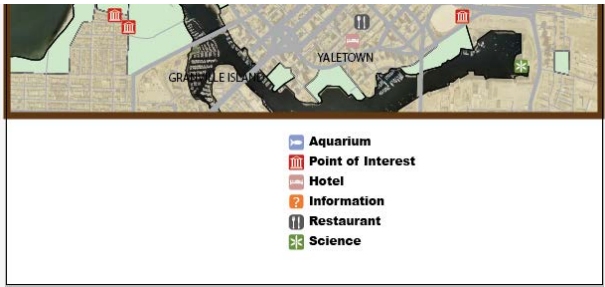 YALETOWN
GRANVILLE ISLAND
Aquarium
Point of Interest
Hotel
? Information
Restaurant
Science